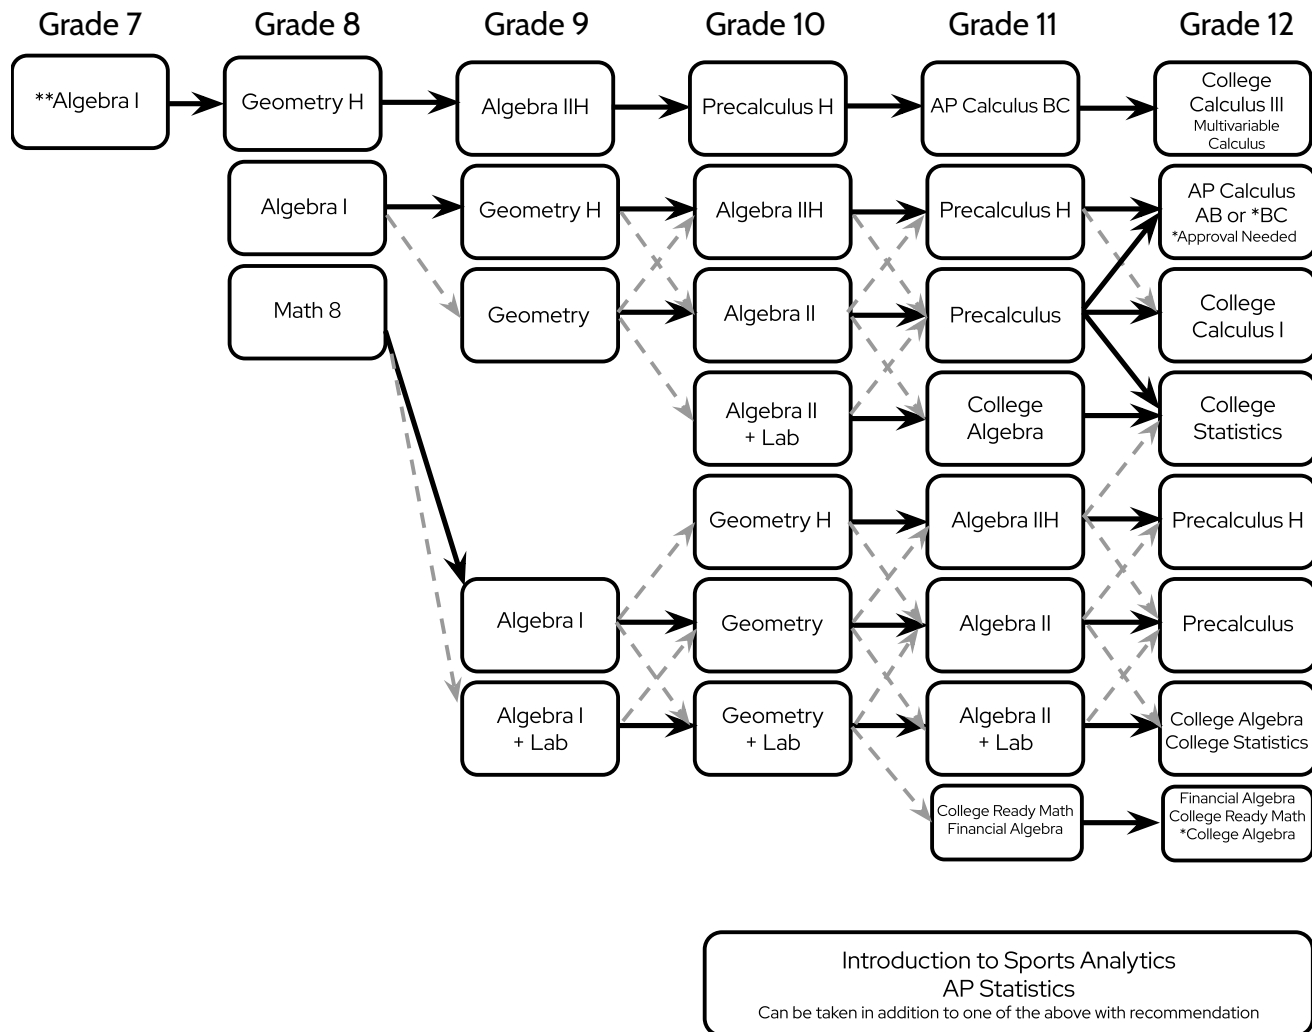 Grade 7
Grade 8
Grade 9
Grade 10
Grade 11
Grade 12
**Algebra I
Geometry H
Algebra IIH
Precalculus H
AP Calculus BC
College
Calculus III
Multivariable
Calculus
Algebra I
Geometry H
Algebra IIH
Precalculus H
AP Calculus
AB or *BC
*Approval Needed
Math 8
Geometry
Algebra II
Precalculus
College
Calculus I
Algebra II
+ Lab
College
Algebra
College
Statistics
Geometry H
Algebra IIH
Precalculus H
Algebra I
Geometry
Algebra II
Precalculus
Algebra I
+ Lab
Geometry
+ Lab
Algebra II
+ Lab
College Algebra
College Statistics
College Ready Math
Financial Algebra
Financial Algebra
College Ready Math
*College Algebra
Introduction to Sports Analytics
AP Statistics
Can be taken in addition to one of the above with recommendation